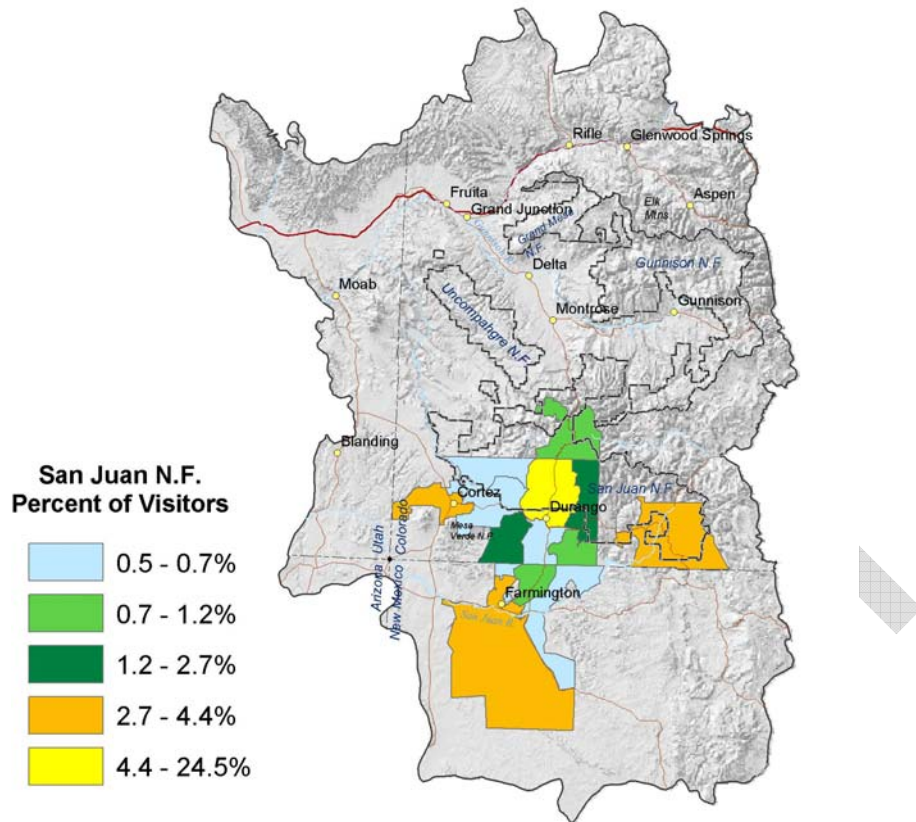 Rifle
Glenwood Springs
Fruita
Aspen
Elk
Mtns
Grand Junction
Grand Mesa
N.F.
Gunnison N.F.
Delta
Moab
Gunnison
Montrose
Uncompahgre N.F.
Blanding
San Juan N.F.
Percent of Visitors
0.5 - 0.7%
0.7 - 1.2%
1.2 - 2.7%
2.7 - 4.4%
4.4 - 24.5%
San Juan N.F.
Cortez
Durango
Mesa
Verde N.P.
Utah
Colorado
Arizona
New Mexico
Farmington
San Juan R.